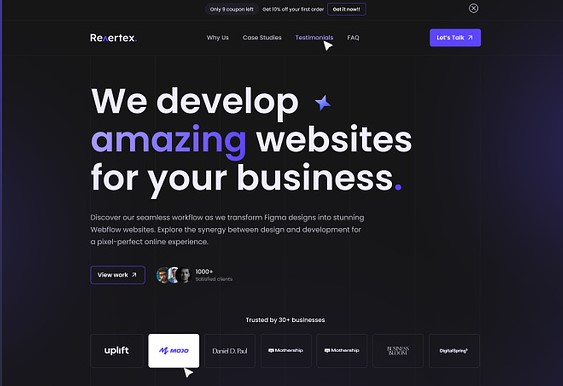 Only 9 coupon left Get 10% off your first order Get it now!!
Revertex.
Why Us Case Studies Testimonials FAQ
Let's Talk
We develop
amazing websites
for your business.
Discover our seamless workflow as we transform Figma designs into stunning
Webflow websites. Explore the synergy between design and development for
a pixel-perfect online experience.
View work
1000+
Satisfied clients
Trusted by 30+ businesses
uplift MOJO Daniel D. Paul Mothership Mothership BUSINESS BLOOM DigitalSpring